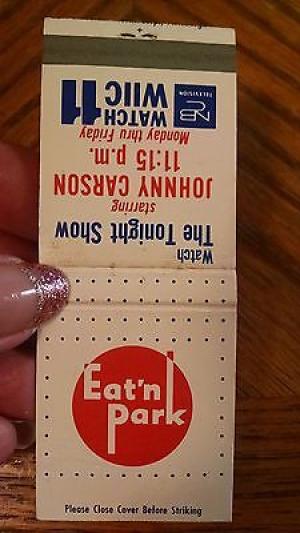 Watch
The Tonight Show
starring
JOHNNY CARSON
11:15 p.m.
Monday thru Friday
WATCH
WIIC 11
NBC
TELEVISION
Eat'n
Park
Please Close Cover Before Striking